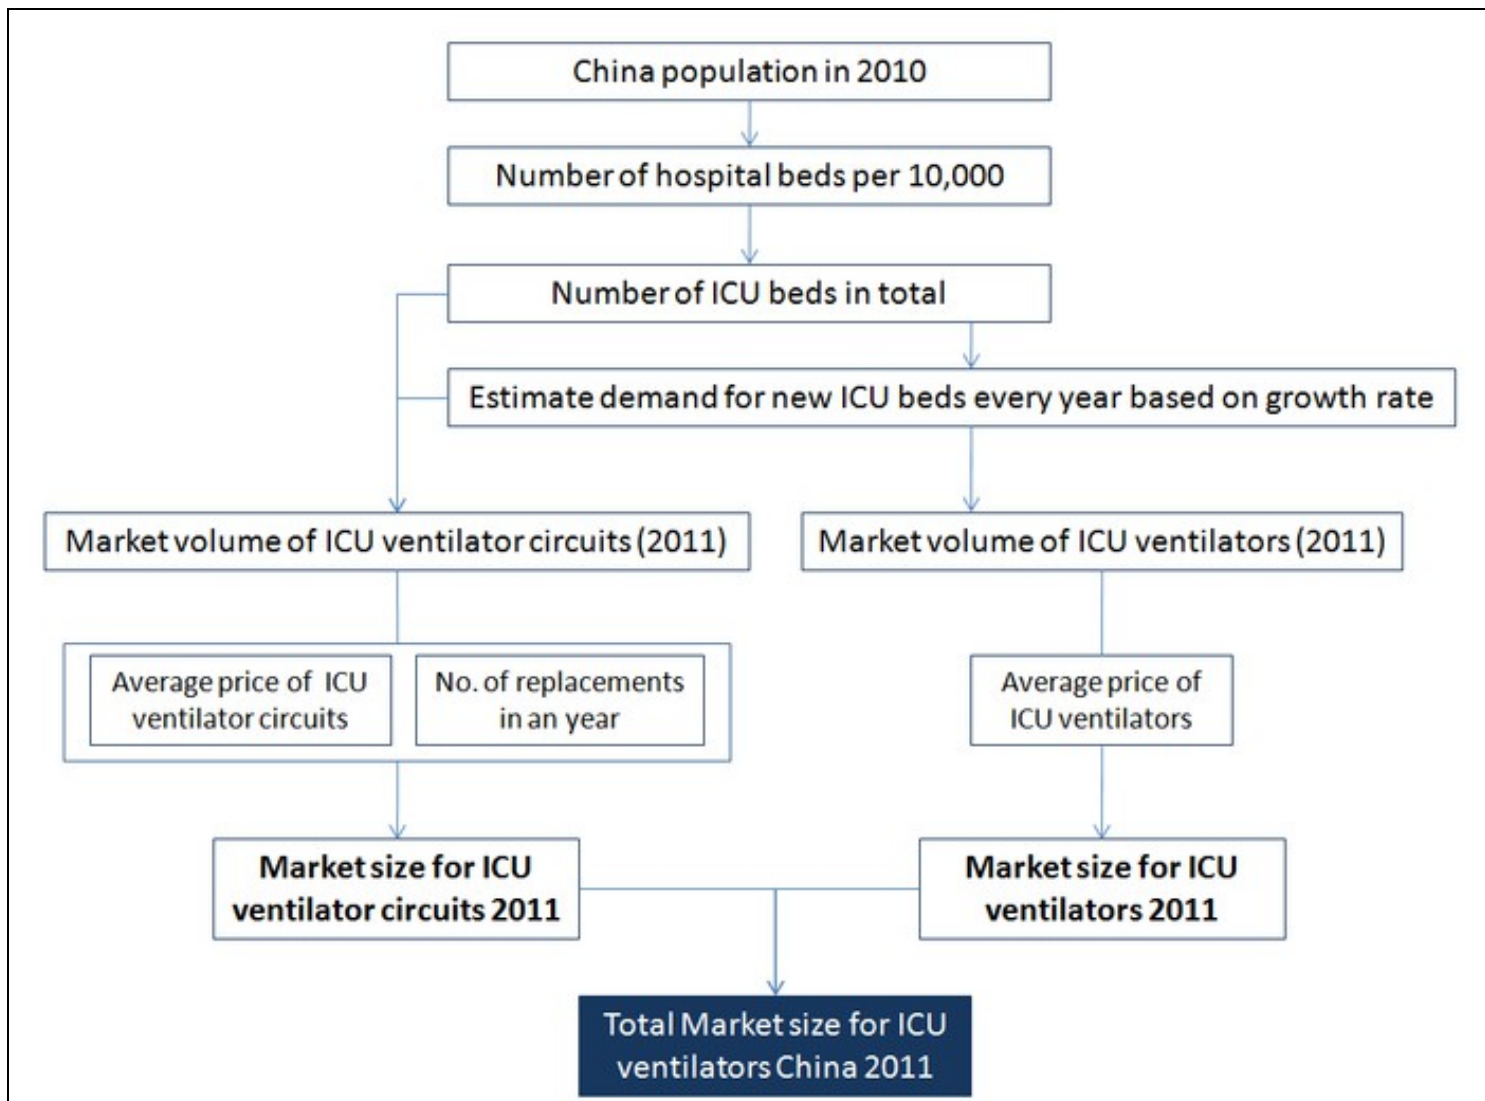 China population in 2010
Number of hospital beds per 10,000
Number of ICU beds in total
Estimate demand for new ICU beds every year based on growth rate
Market volume of ICU ventilator circuits (2011)
Market volume of ICU ventilators (2011)
Average price of ICU
ventilator circuits
No. of replacements
in an year
Average price of
ICU ventilators
Market size for ICU
ventilator circuits 2011
Market size for ICU
ventilators 2011
Total Market size for ICU
ventilators China 2011